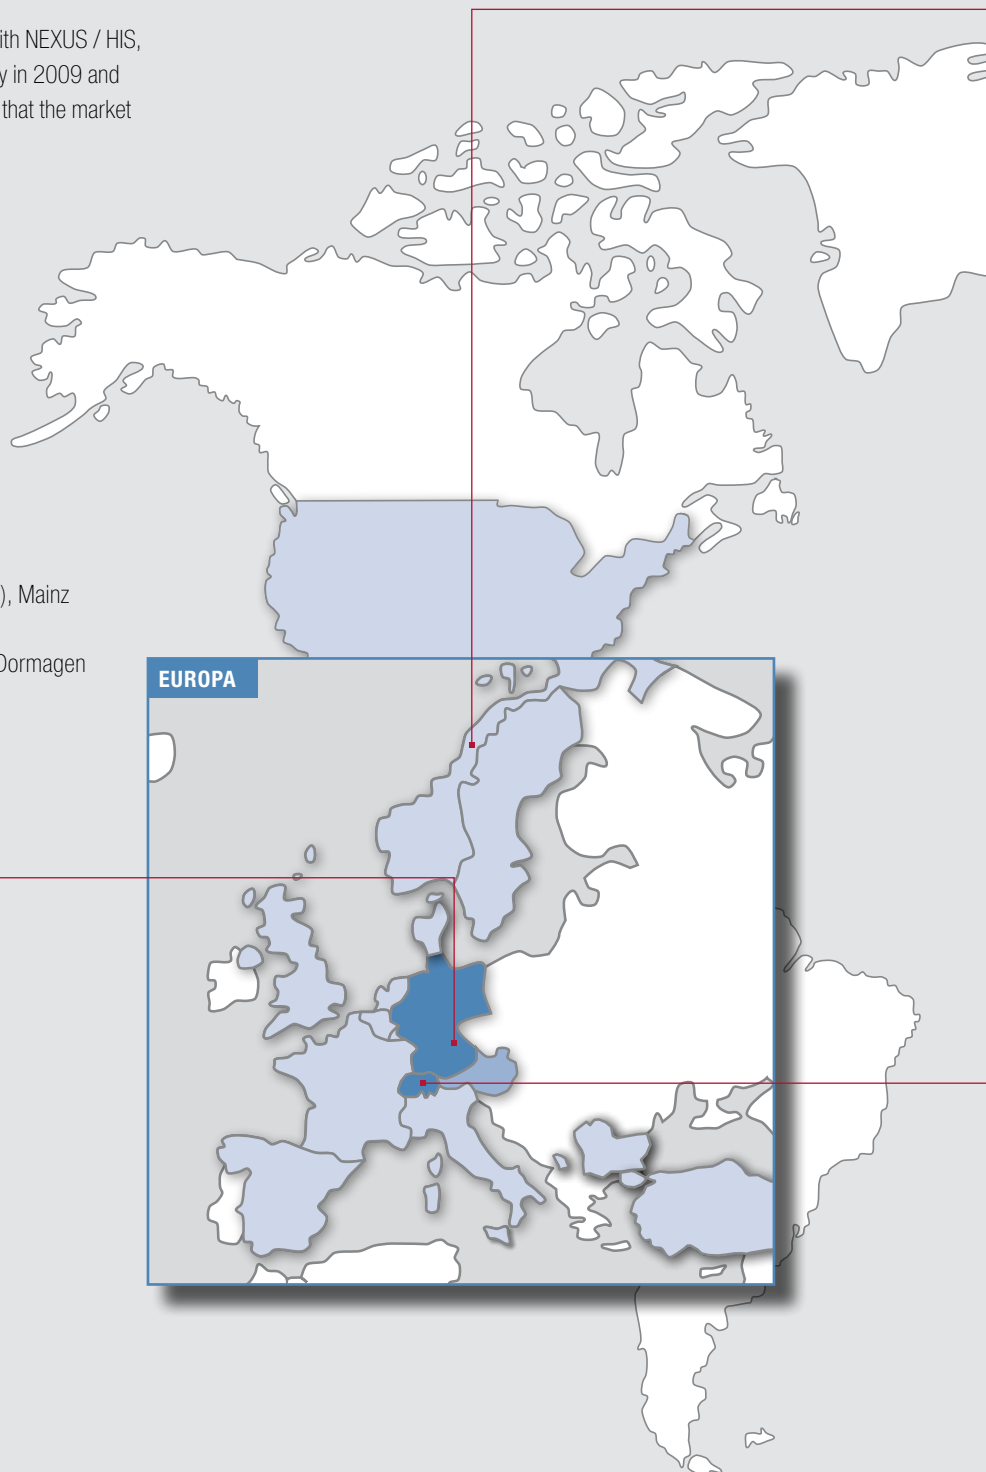 ith NEXUS / HIS,
y in 2009 and
that the market
), Mainz
Dormagen
EUROPA